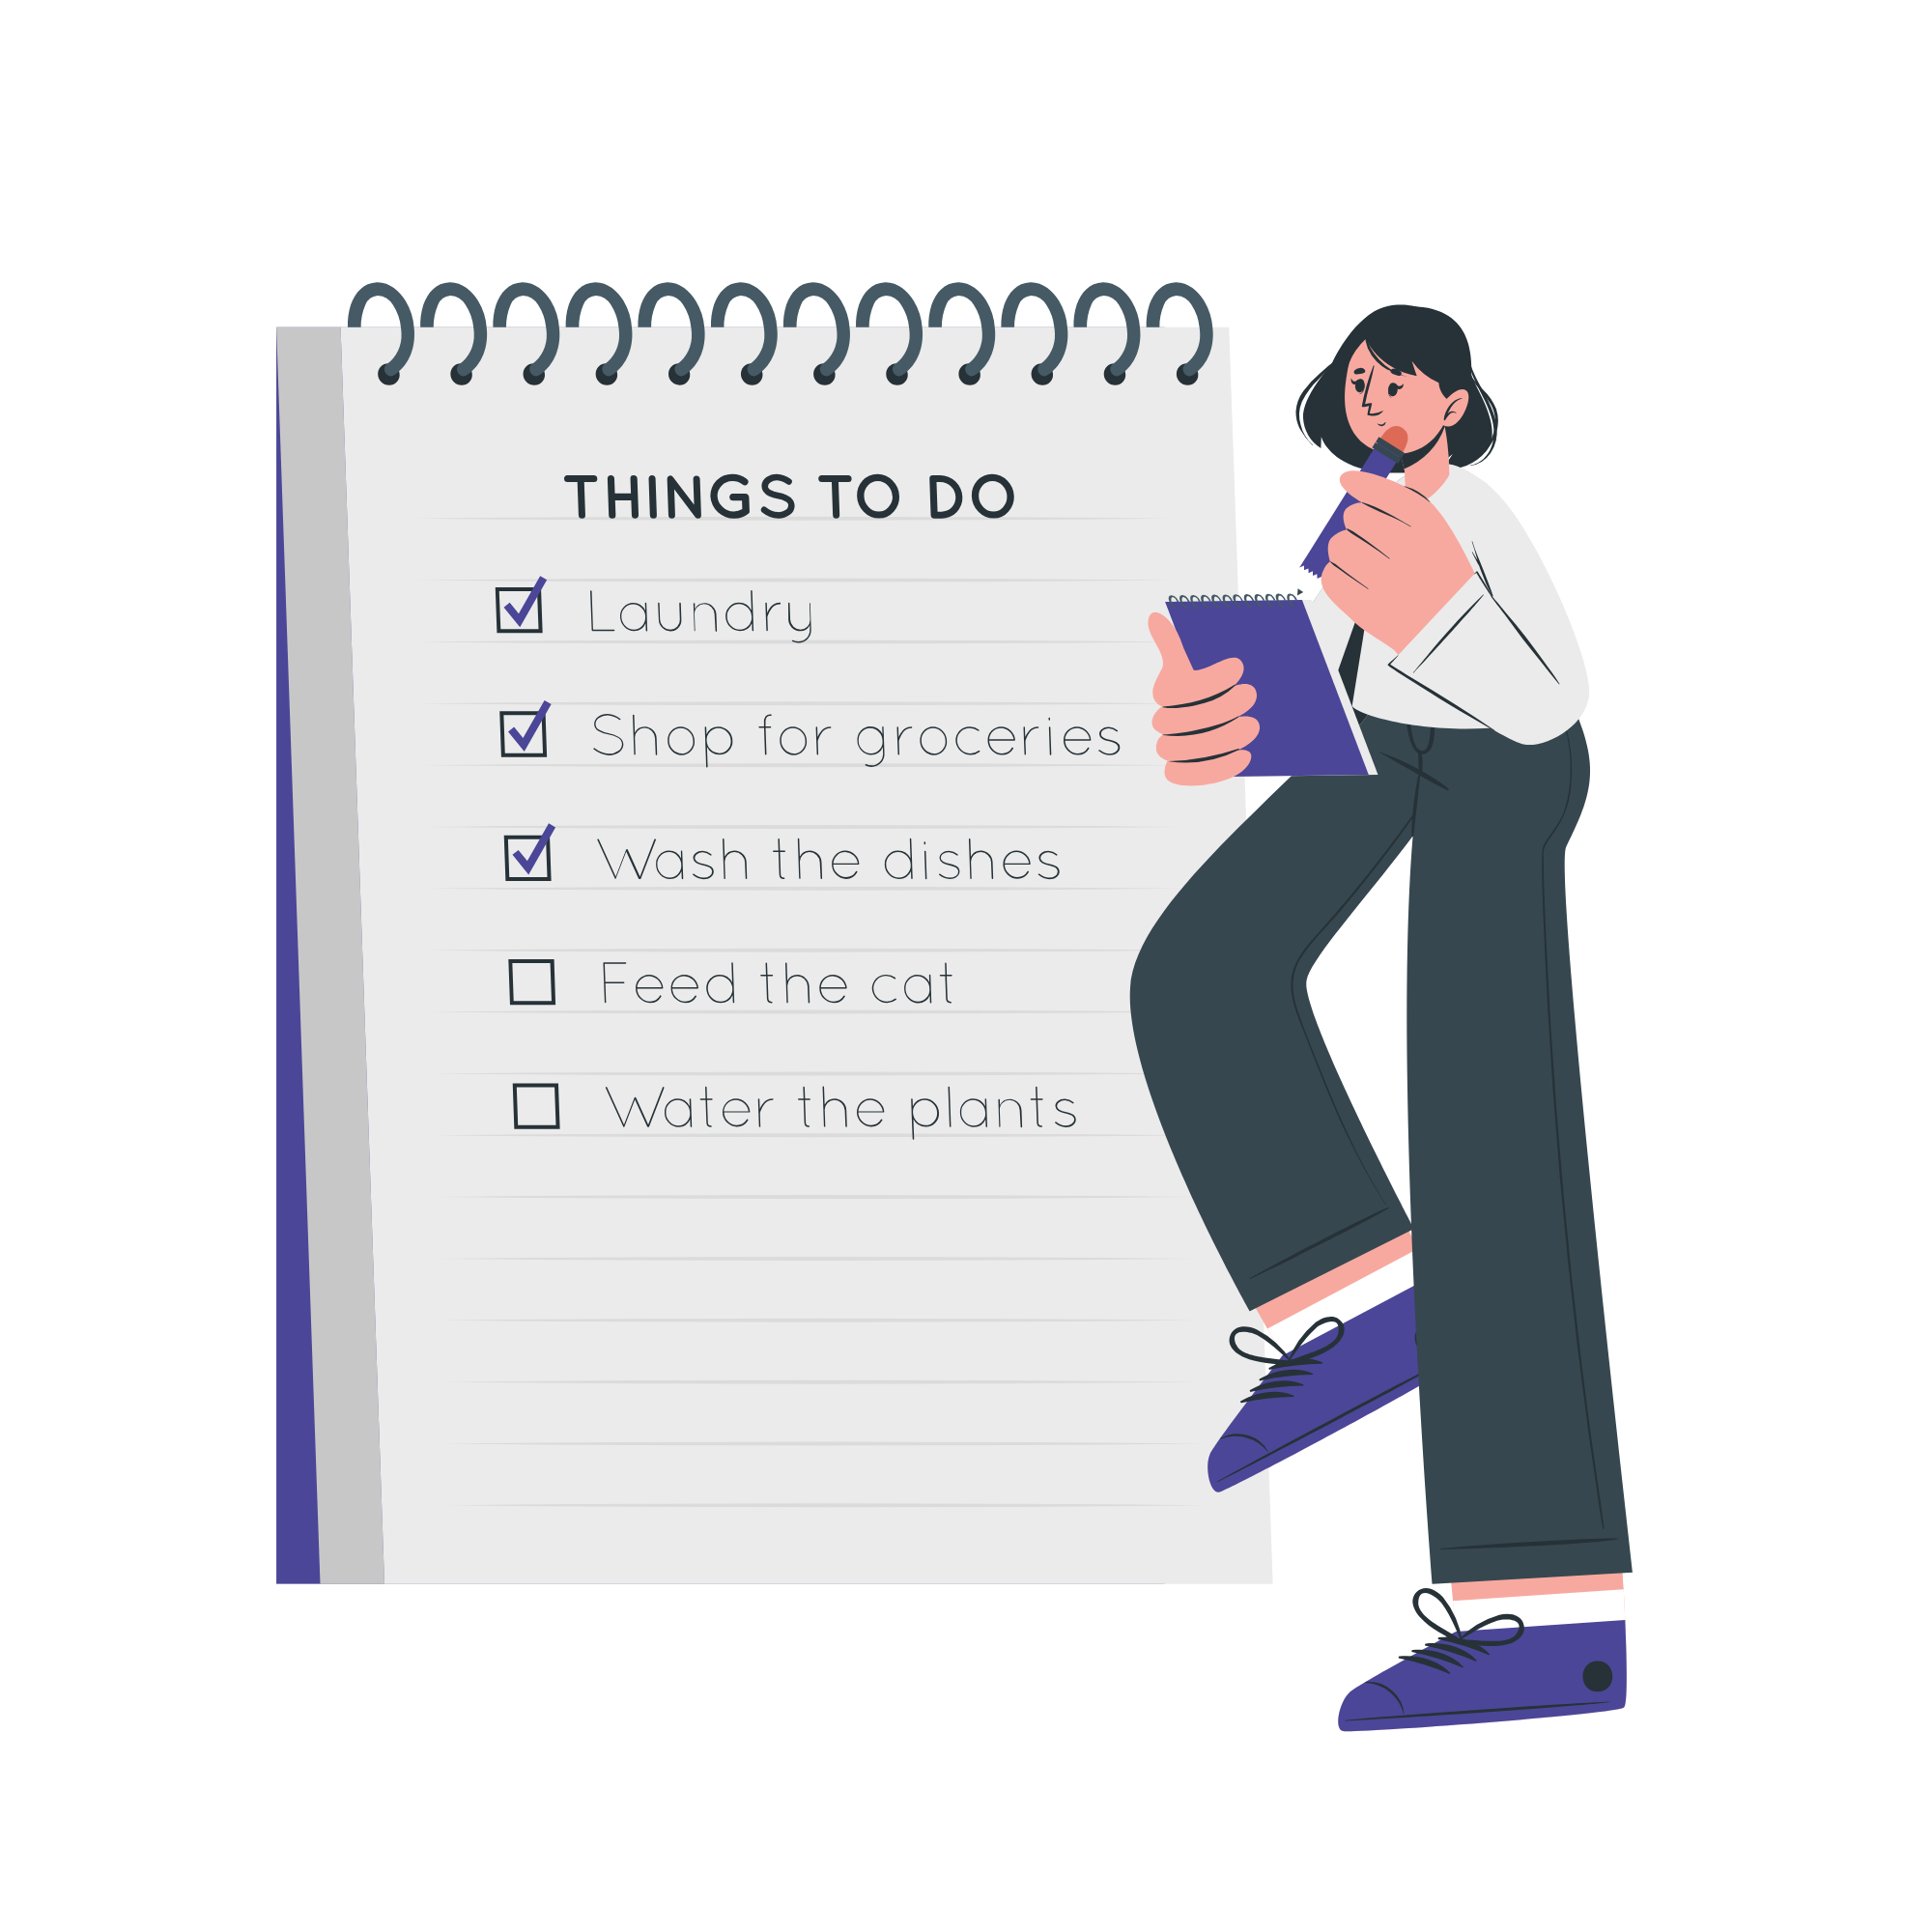 THINGS TO DO
Laundry
Shop for groceries
Wash the dishes
Feed the cat
Water the plants